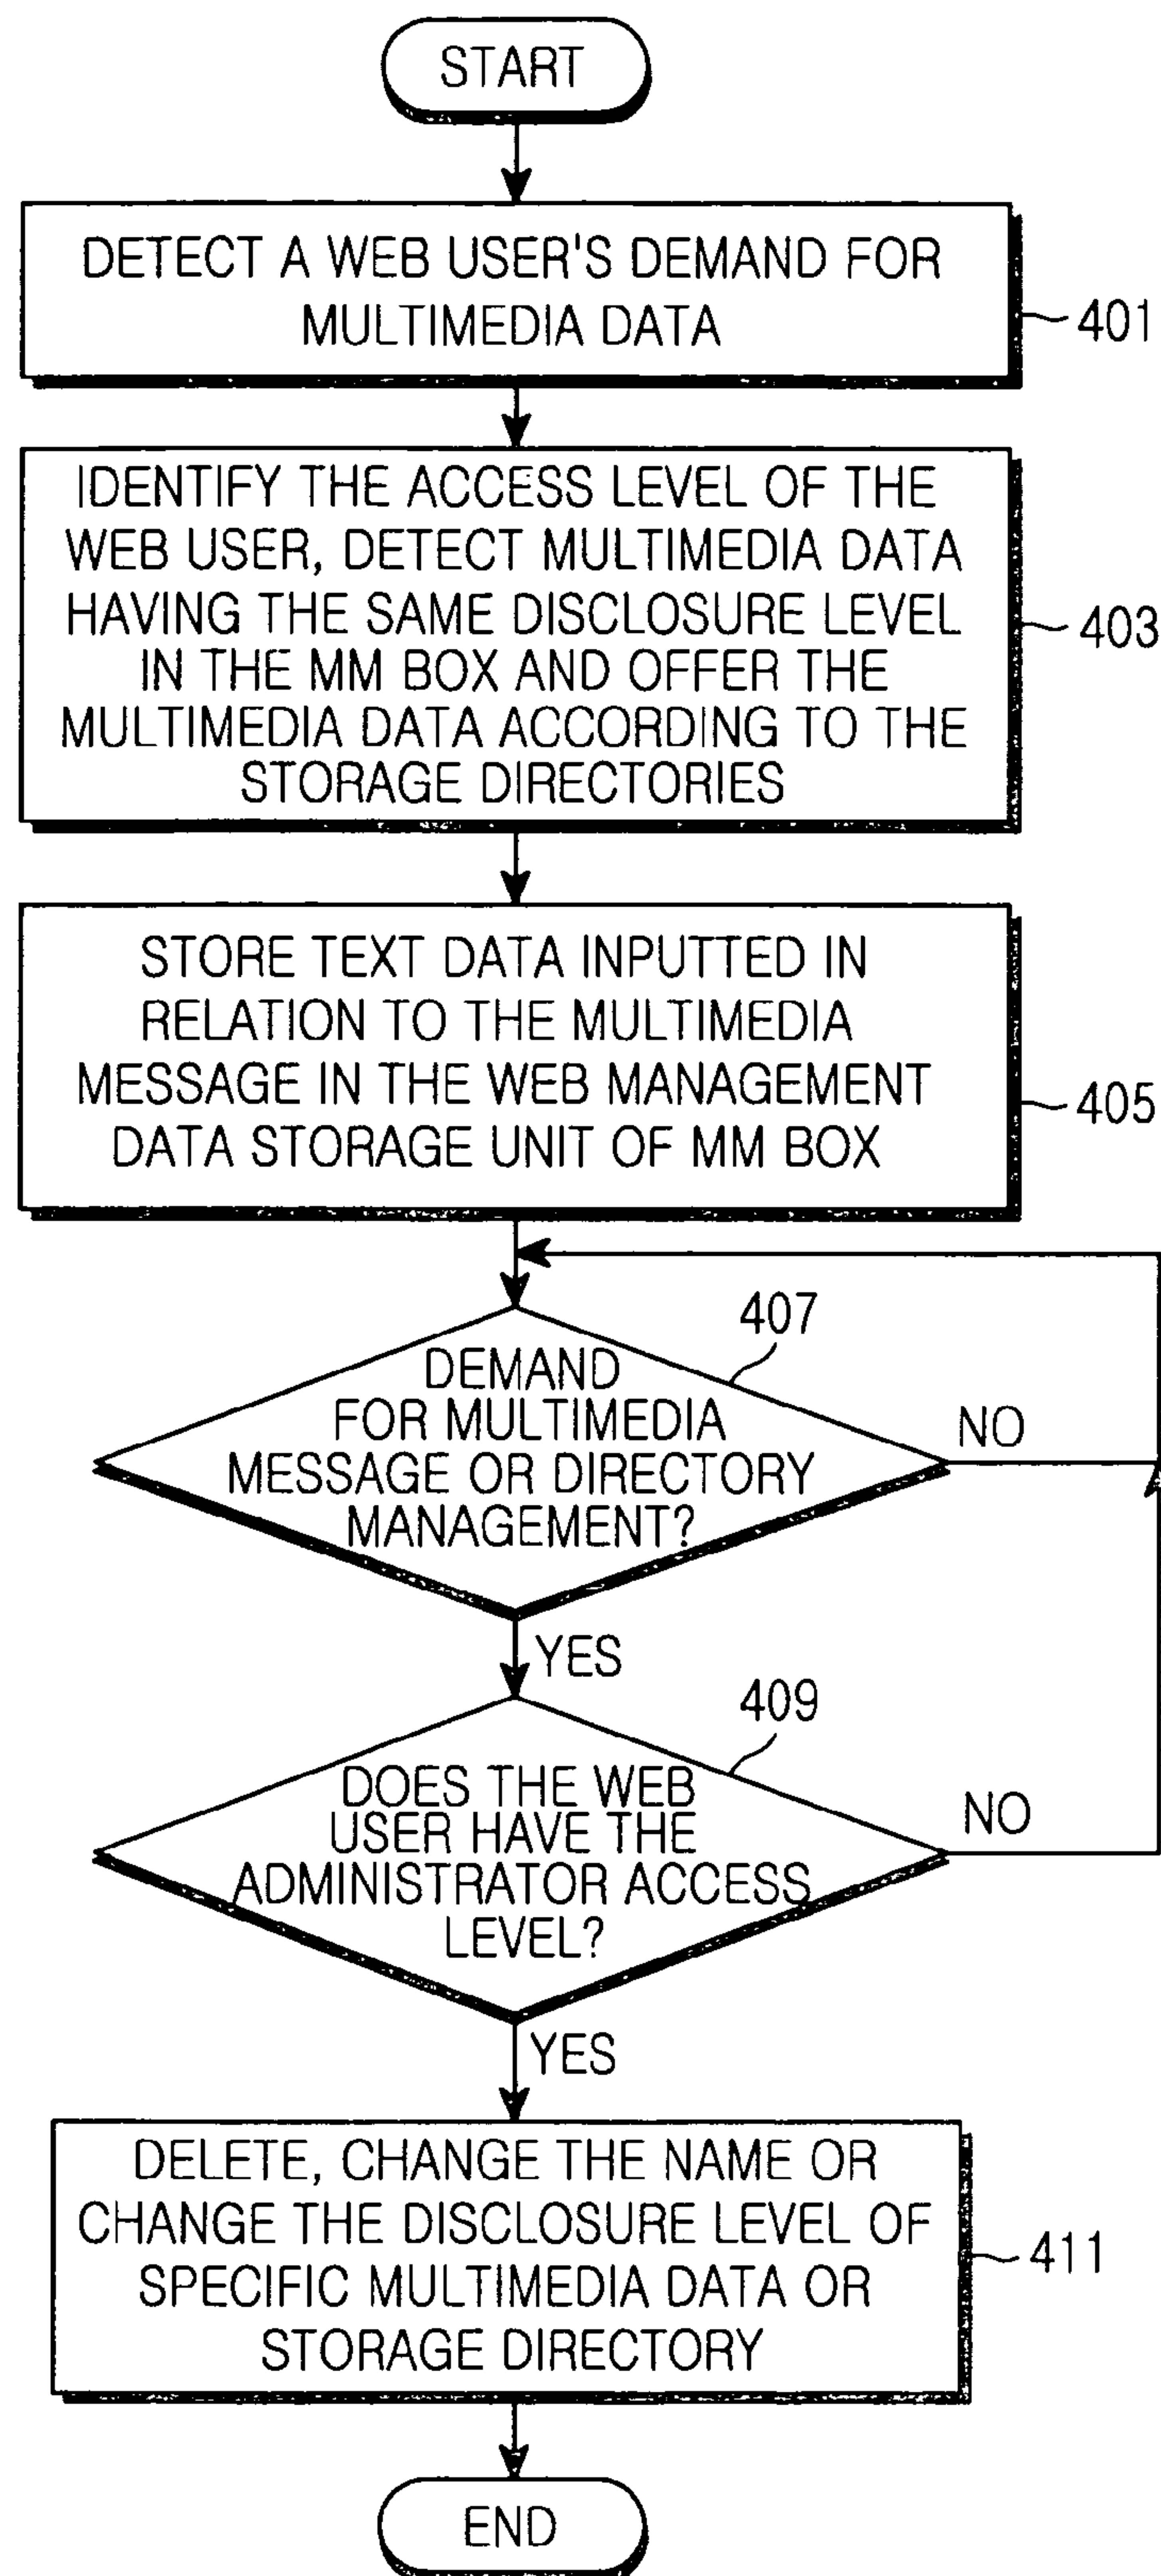 START
DETECT A WEB USER'S DEMAND FOR
MULTIMEDIA DATA
401
IDENTIFY THE ACCESS LEVEL OF THE
WEB USER, DETECT MULTIMEDIA DATA
HAVING THE SAME DISCLOSURE LEVEL
IN THE MM BOX AND OFFER THE
MULTIMEDIA DATA ACCORDING TO THE
STORAGE DIRECTORIES
403
STORE TEXT DATA INPUTTED IN
RELATION TO THE MULTIMEDIA
MESSAGE IN THE WEB MANAGEMENT
DATA STORAGE UNIT OF MM BOX
405
407
DEMAND
FOR MULTIMEDIA
MESSAGE OR DIRECTORY
MANAGEMENT?
NO
YES
409
DOES THE WEB
USER HAVE THE
ADMINISTRATOR ACCESS
LEVEL?
NO
YES
DELETE, CHANGE THE NAME OR
CHANGE THE DISCLOSURE LEVEL OF
SPECIFIC MULTIMEDIA DATA OR
STORAGE DIRECTORY
411
END